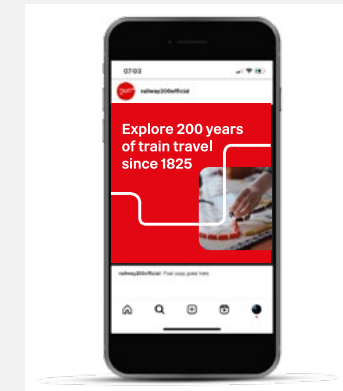 07:03
railway200official
Explore 200 years
of train travel
since 1825
railway200official Post copy goes here